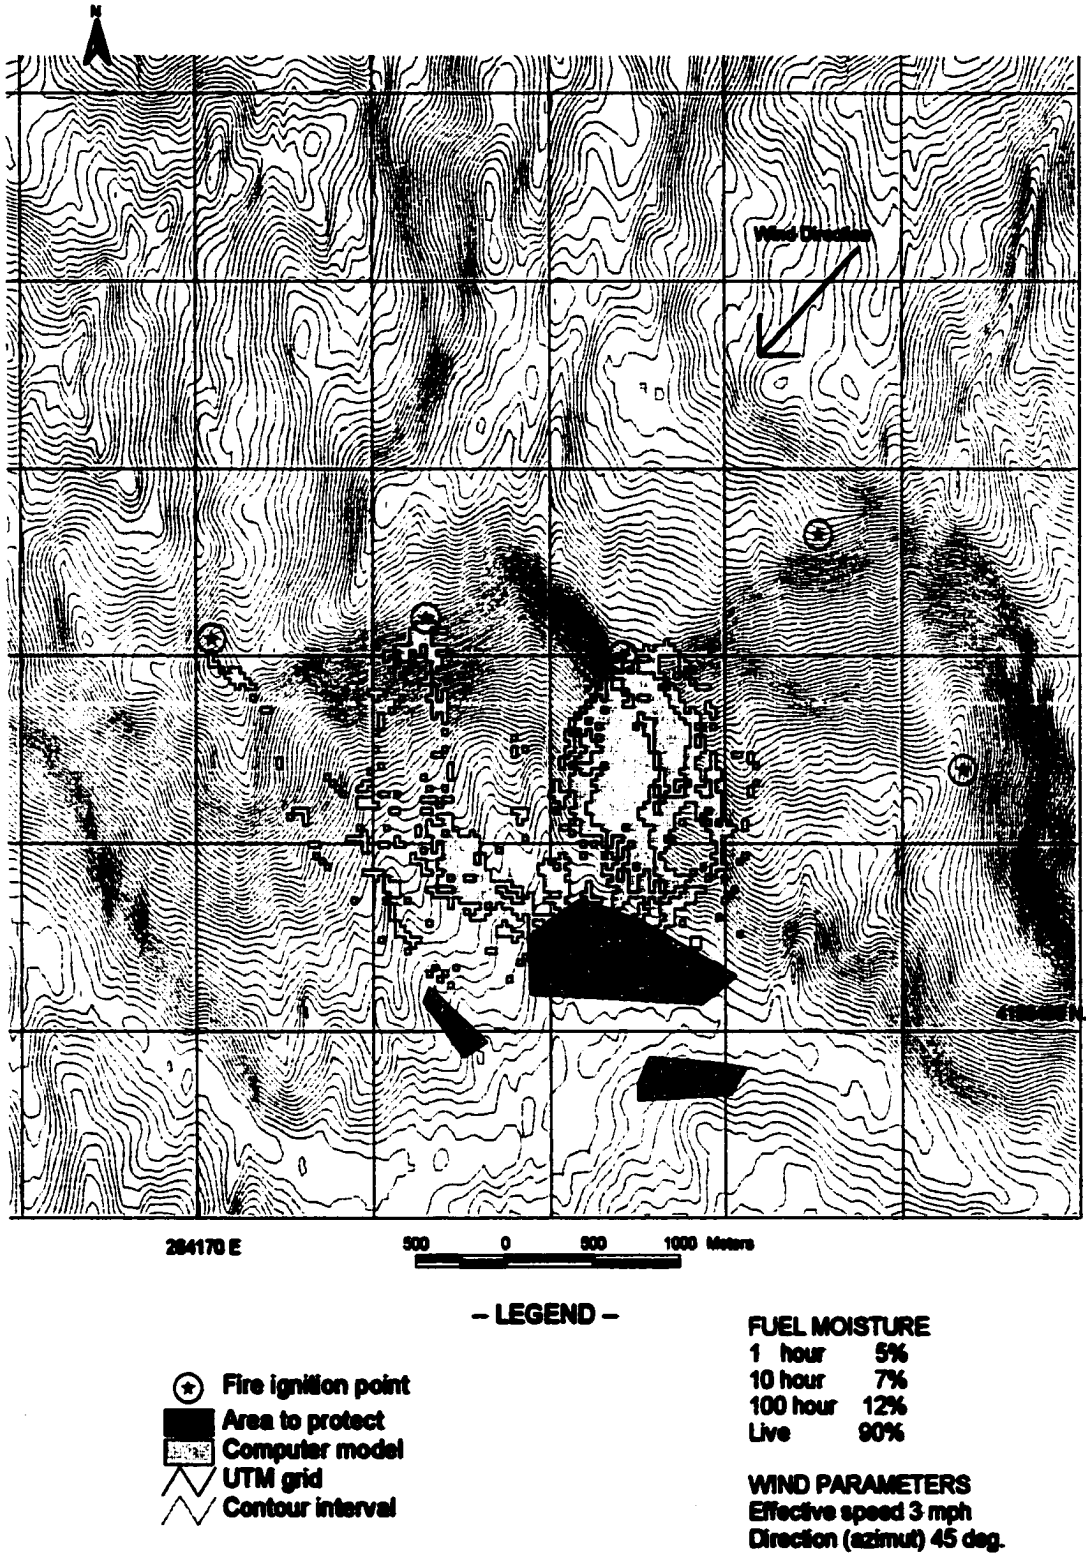 N
Wind Direction
264170 E
500 0 500 1000 Meters
– LEGEND –
Fire ignition point
Area to protect
Computer model
UTM grid
Contour interval
FUEL MOISTURE
1 hour 5%
10 hour 7%
100 hour 12%
Live 90%
WIND PARAMETERS
Effective speed 3 mph
Direction (azimut) 45 deg.